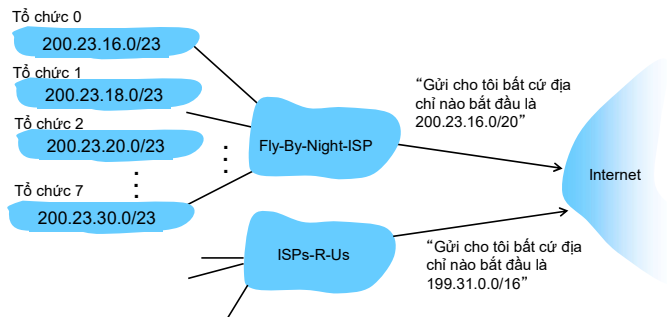 Tổ chức 0
200.23.16.0/23
Tổ chức 1
200.23.18.0/23
Tổ chức 2
200.23.20.0/23
Tổ chức 7
200.23.30.0/23
Fly-By-Night-ISP
“Gửi cho tôi bất cứ địa
chỉ nào bắt đầu là
200.23.16.0/20”
Internet
ISPs-R-Us
“Gửi cho tôi bất cứ địa
chỉ nào bắt đầu là
199.31.0.0/16”